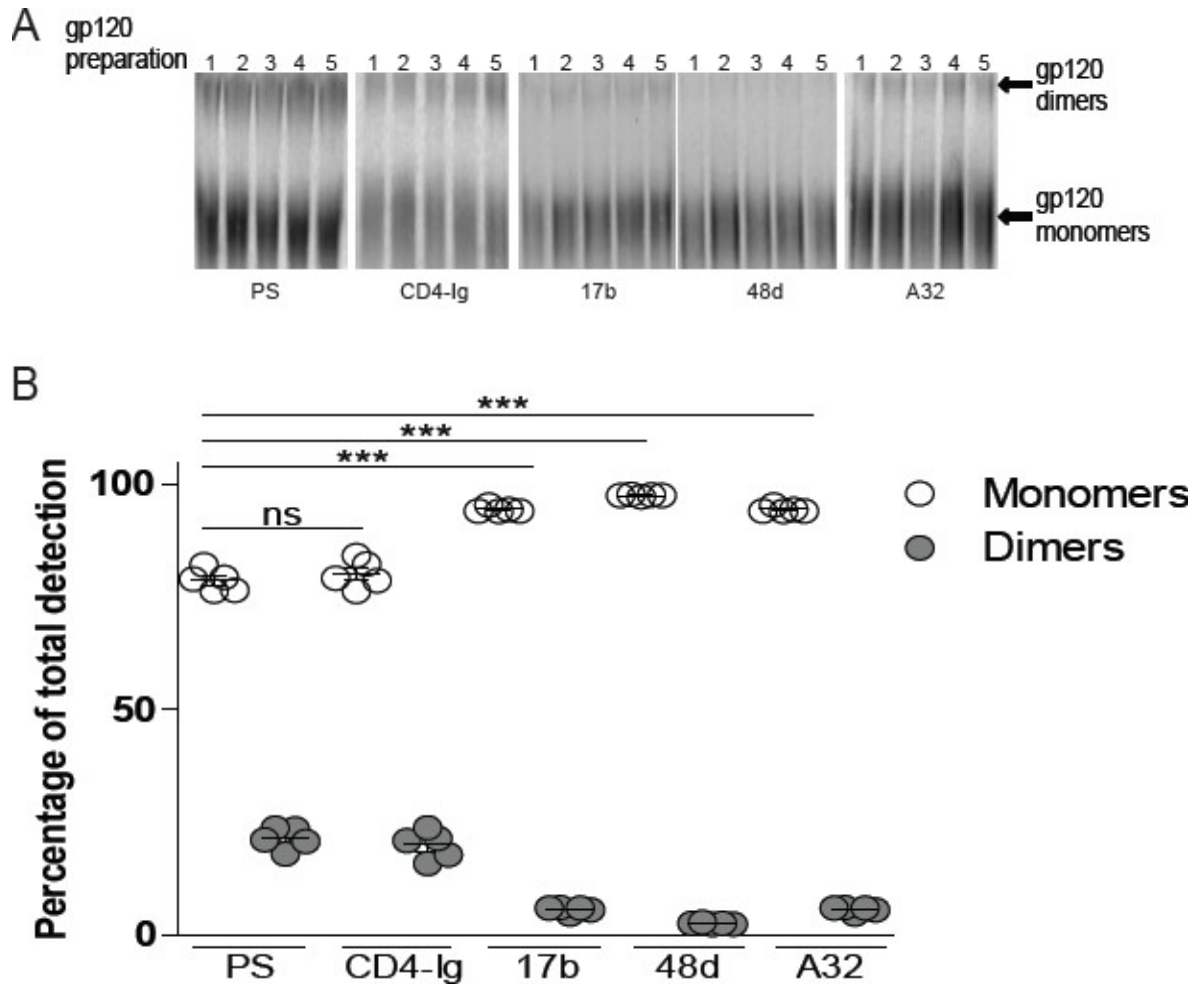 A
gp120
preparation
1 2 3 4 5
1 2 3 4 5
1 2 3 4 5
1 2 3 4 5
1 2 3 4 5
gp120
dimers
gp120
monomers
PS
CD4-Ig
17b
48d
A32
B
***
***
***
ns
Percentage of total detection
100
50
0
Monomers
Dimers
PS
CD4-Ig
17b
48d
A32